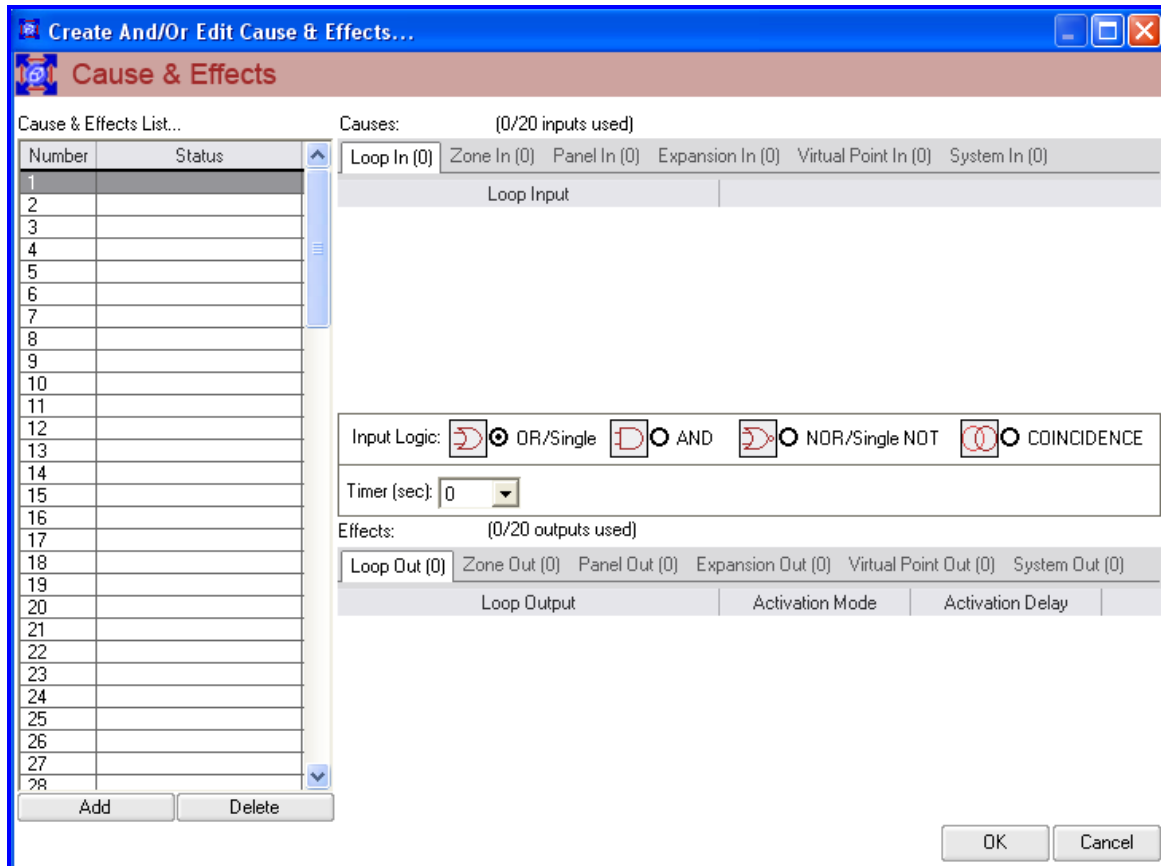 Create And/Or Edit Cause & Effects...
Cause & Effects
Cause & Effects List...
Number Status
1
2
3
4
5
6
7
8
9
10
11
12
13
14
15
16
17
18
19
20
21
22
23
24
25
26
27
28
Add Delete
Causes: (0/20 inputs used)
Loop In (0) Zone In (0) Panel In (0) Expansion In (0) Virtual Point In (0) System In (0)
Loop Input
Input Logic: OR/Single AND NOR/Single NOT COINCIDENCE
Timer (sec): 0
Effects: (0/20 outputs used)
Loop Out (0) Zone Out (0) Panel Out (0) Expansion Out (0) Virtual Point Out (0) System Out (0)
Loop Output Activation Mode Activation Delay
OK Cancel